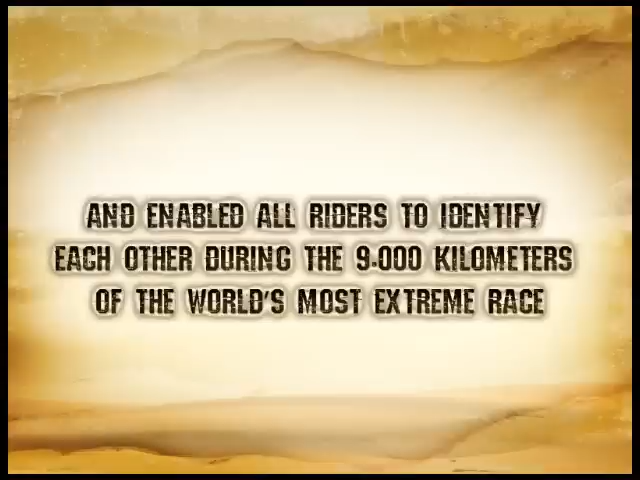 AND ENABLED ALL RIDERS TO IDENTIFY
EACH OTHER DURING THE 9.000 KILOMETERS
OF THE WORLD'S MOST EXTREME RACE